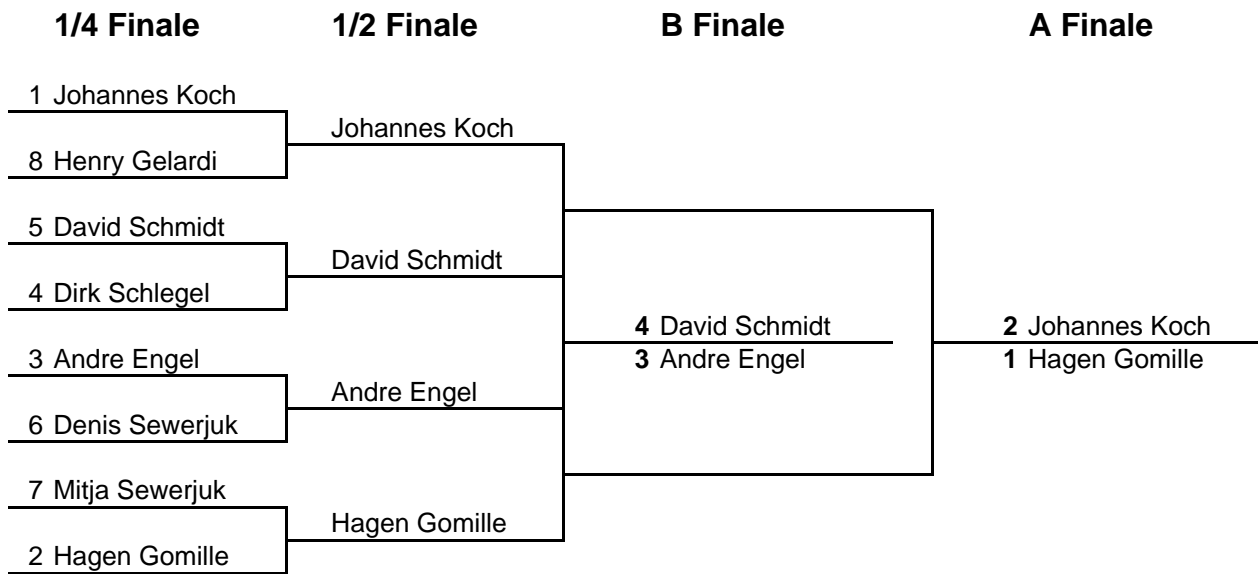 1/4 Finale 1/2 Finale B Finale A Finale
1 Johannes Koch
Johannes Koch
8 Henry Gelardi
5 David Schmidt
David Schmidt
4 Dirk Schlegel
4 David Schmidt 2 Johannes Koch
3 Andre Engel 3 Andre Engel 1 Hagen Gomille
Andre Engel
6 Denis Sewerjuk
7 Mitja Sewerjuk
Hagen Gomille
2 Hagen Gomille